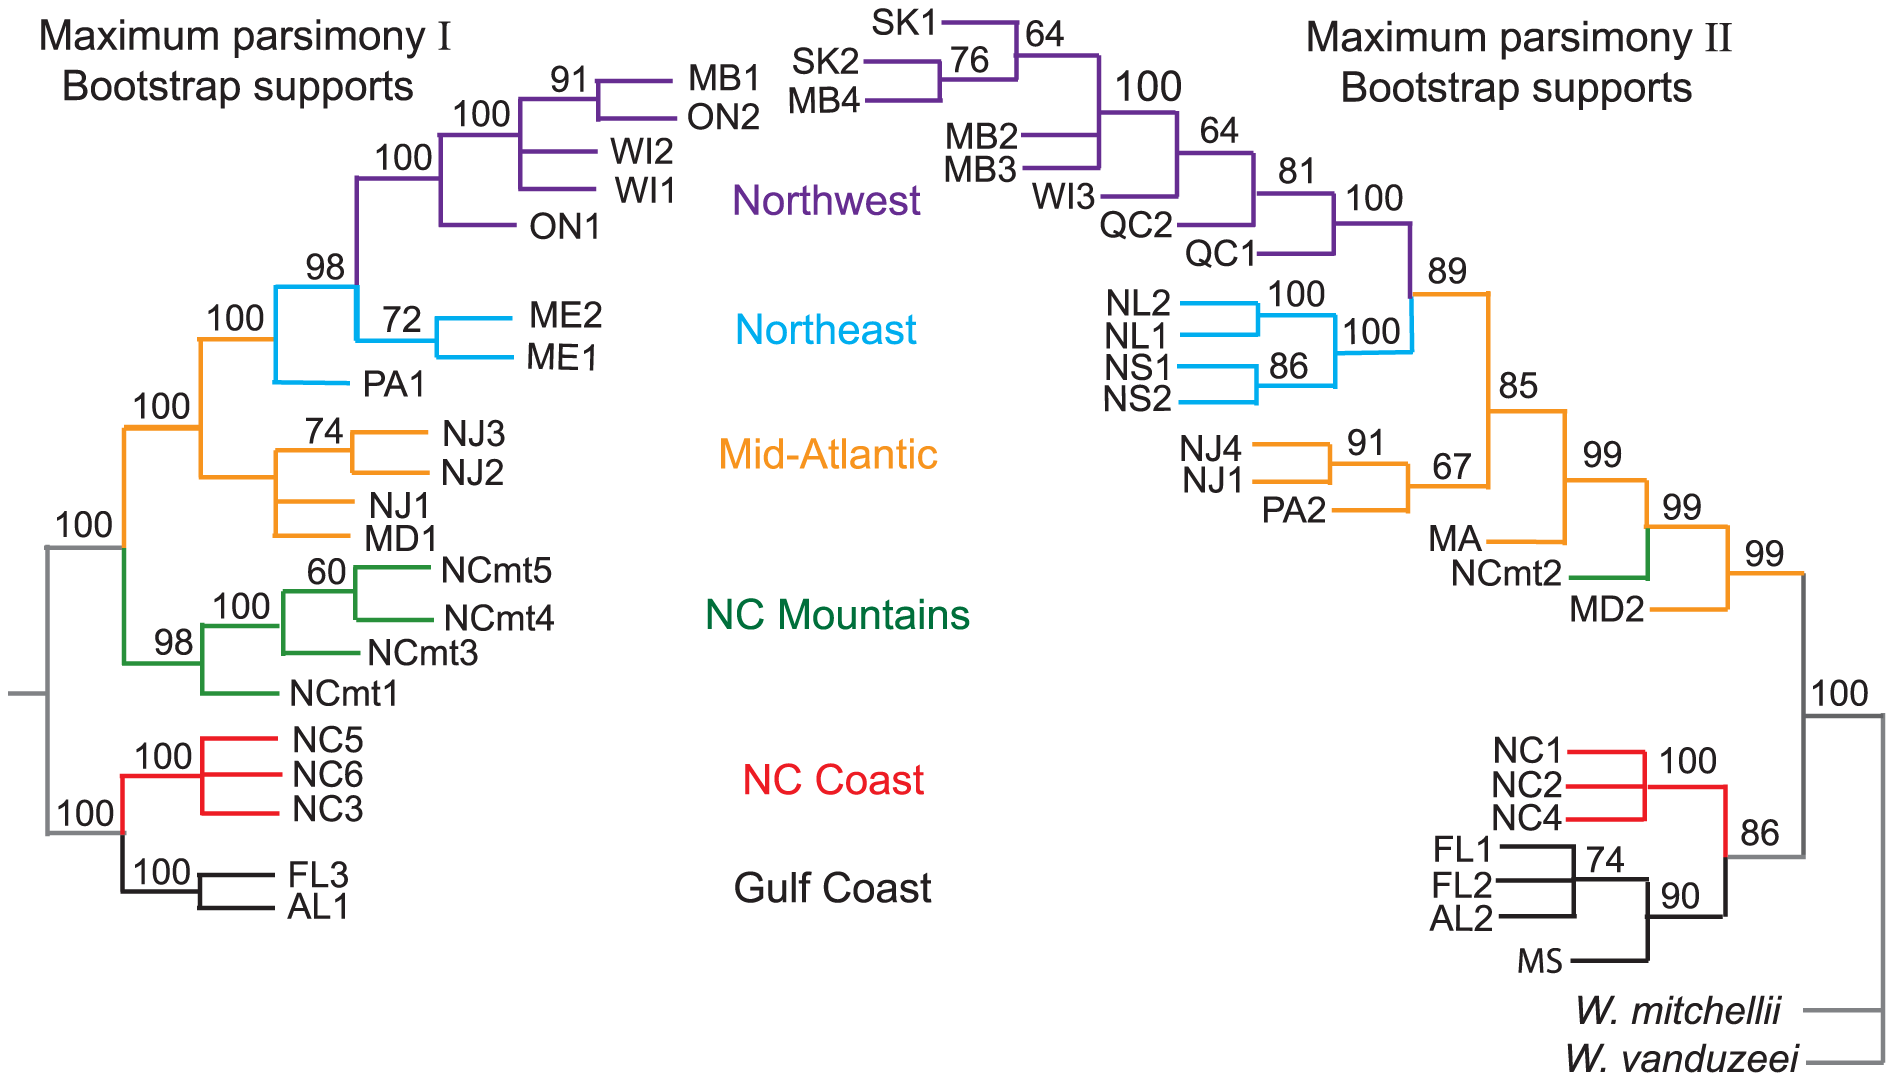 Maximum parsimony I
Bootstrap supports
100
100
100
98
100
100
91
MB1
ON2
WI2
WI1
ON1
72
ME2
ME1
PA1
74
NJ3
NJ2
NJ1
MD1
98
100
60
NCmt5
NCmt4
NCmt3
NCmt1
100
100
NC5
NC6
NC3
100
FL3
AL1
Northwest
Northeast
Mid-Atlantic
NC Mountains
NC Coast
Gulf Coast
Maximum parsimony II
Bootstrap supports
SK1
64
SK2
76
MB4
100
MB2
MB3
64
WI3
81
QC2
100
QC1
89
NL2
100
NL1
100
NS1
86
NS2
85
NJ4
91
NJ1
67
PA2
99
MA
99
NCmt2
99
MD2
100
NC1
100
NC2
NC4
86
FL1
74
FL2
90
AL2
MS
W. mitchellii
W. vanduzeei